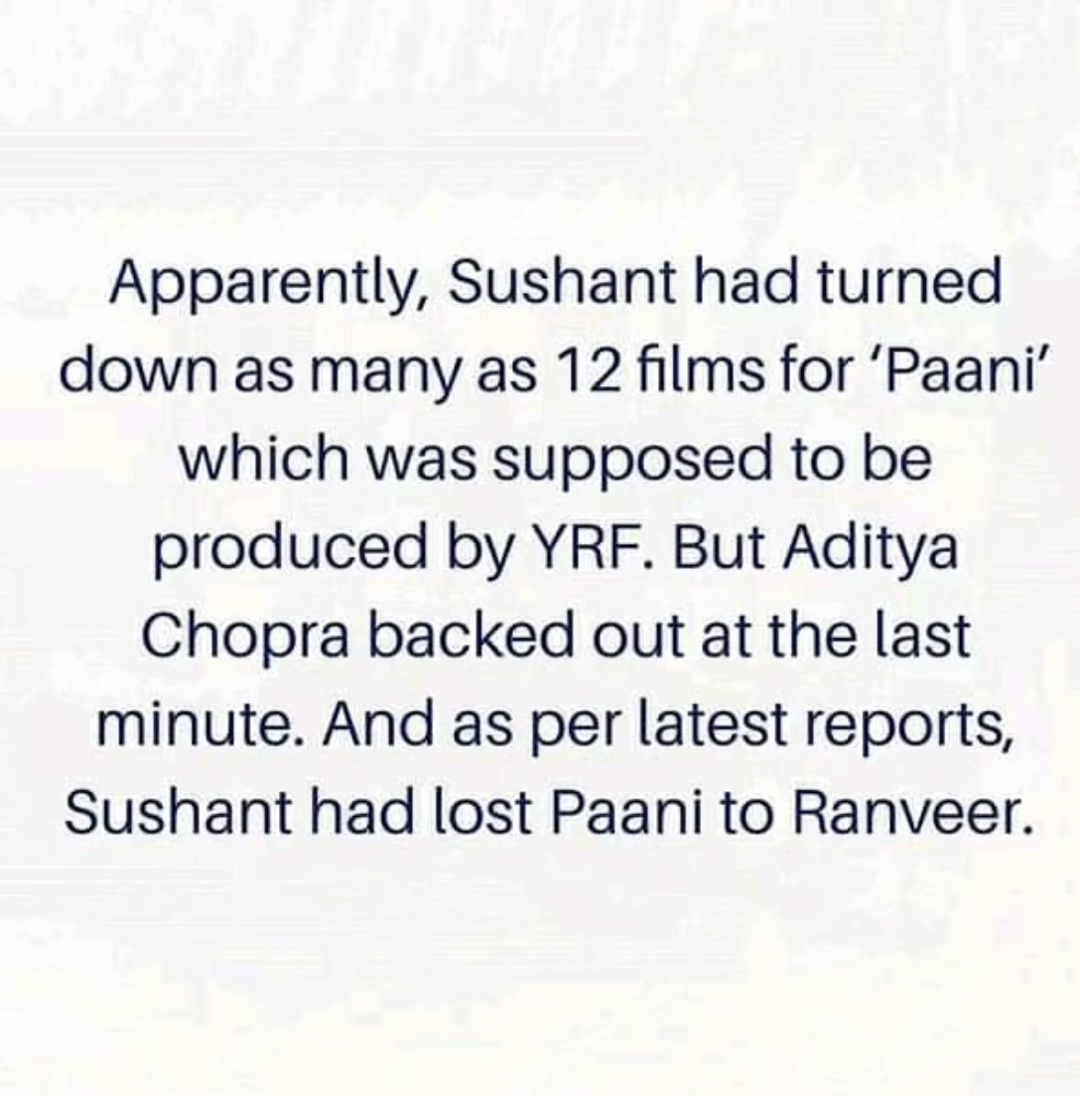 Apparently, Sushant had turned
down as many as 12 films for ‘Paani’
which was supposed to be
produced by YRF. But Aditya
Chopra backed out at the last
minute. And as per latest reports,
Sushant had lost Paani to Ranveer.